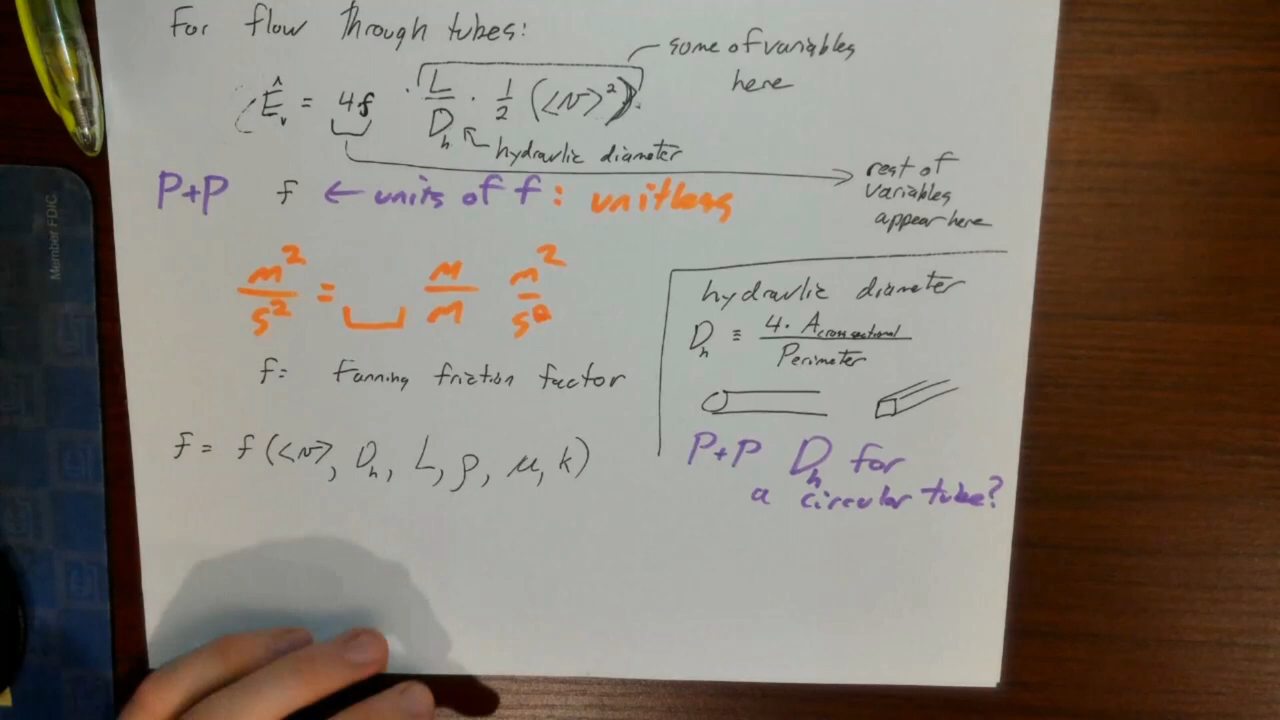 For flow through tubes:
some of variables
here
Ê_v = 4f · L/D_h · 1/2 (<v>²)
hydraulic diameter
rest of
variables
appear here
P+P f ← units of f: unitless
m²/s² = m/m m²/s²
f = Fanning friction factor
f = f(<v>, D_h, L, ρ, μ, k)
hydraulic diameter
D_h ≡ 4 · A_cross sectional / Perimeter
P+P D_h for
a circular tube?
Member FDIC